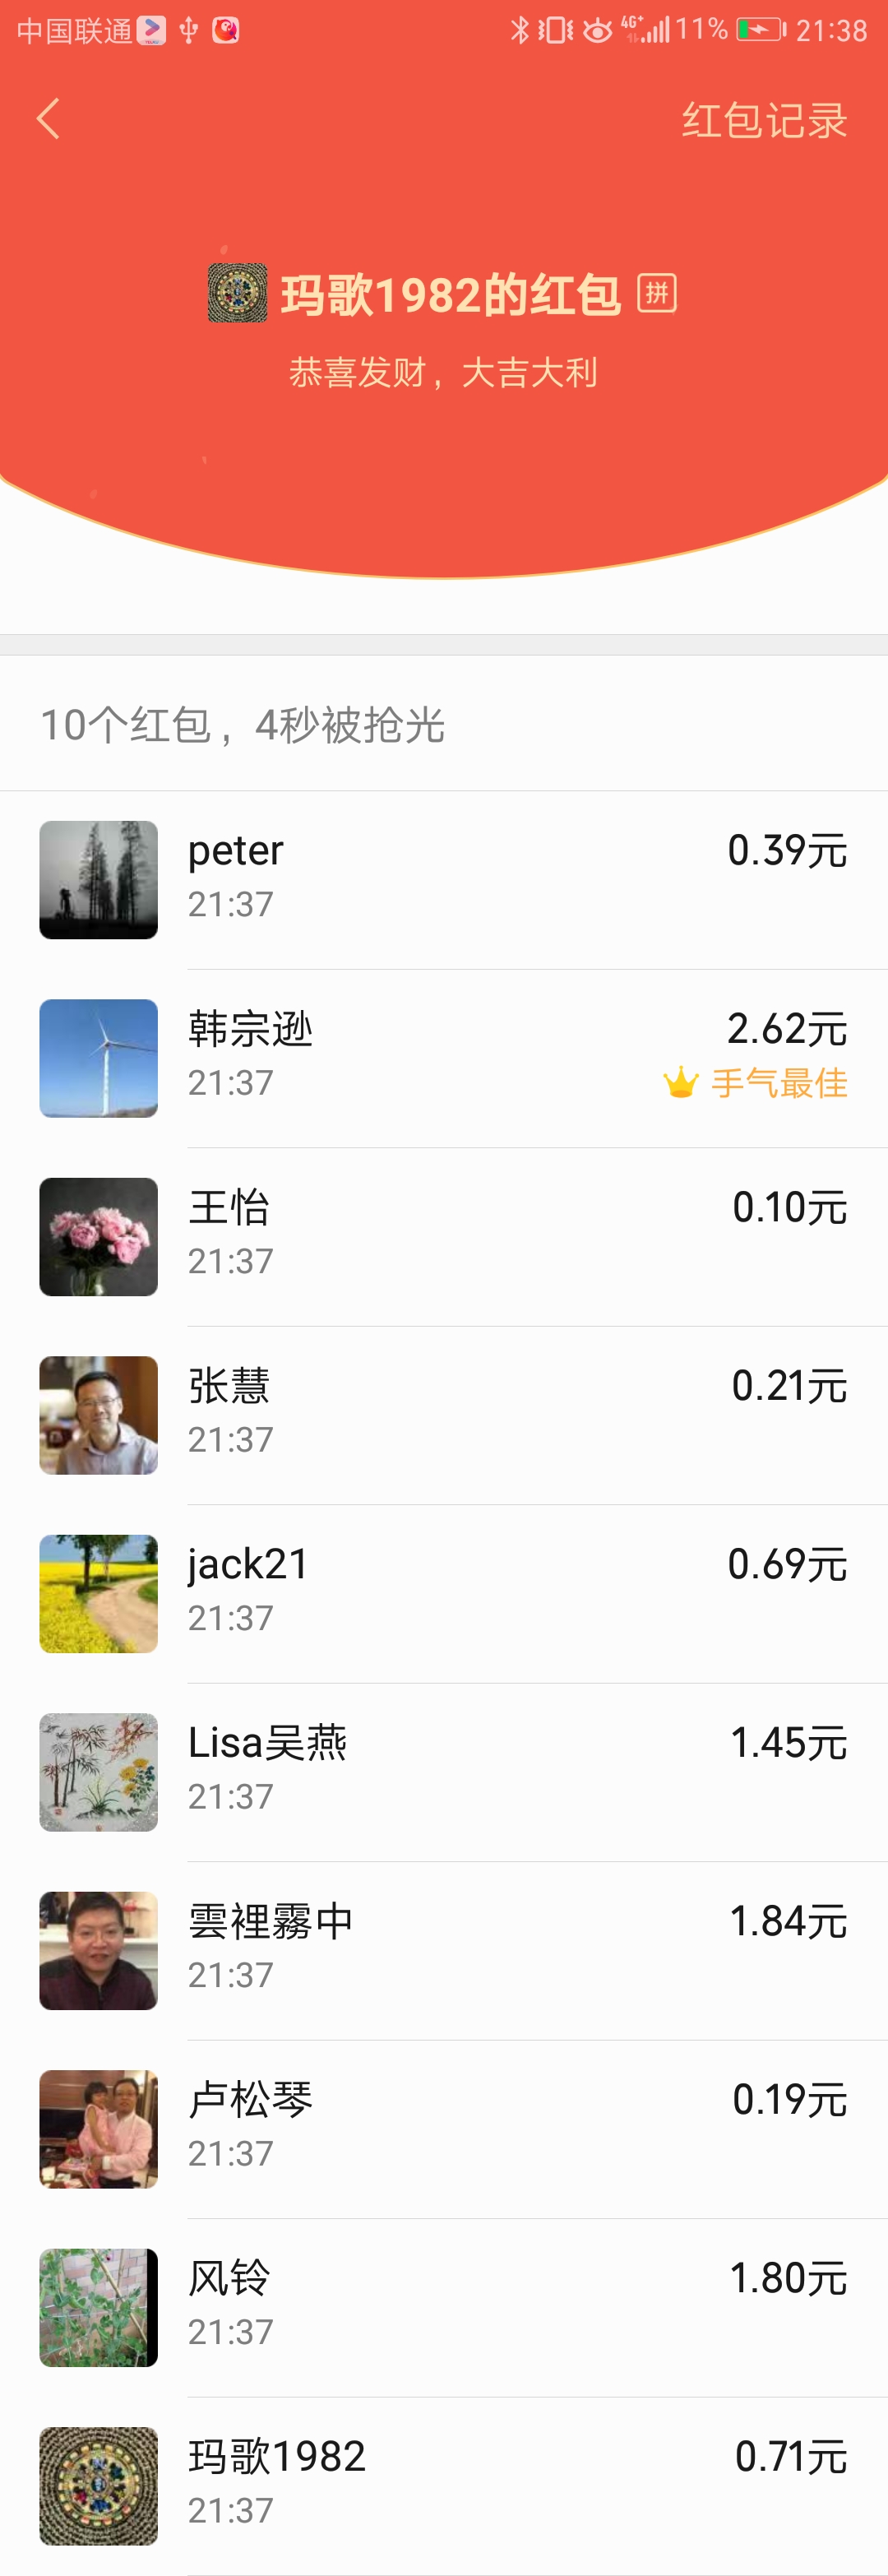 中国联通 4G+ 11% 21:38
红包记录
玛歌1982的红包 拼
恭喜发财，大吉大利
10个红包，4秒被抢光
peter 0.39元
21:37
韩宗逊 2.62元
21:37 手气最佳
王怡 0.10元
21:37
张慧 0.21元
21:37
jack21 0.69元
21:37
Lisa吴燕 1.45元
21:37
雲裡霧中 1.84元
21:37
卢松琴 0.19元
21:37
风铃 1.80元
21:37
玛歌1982 0.71元
21:37